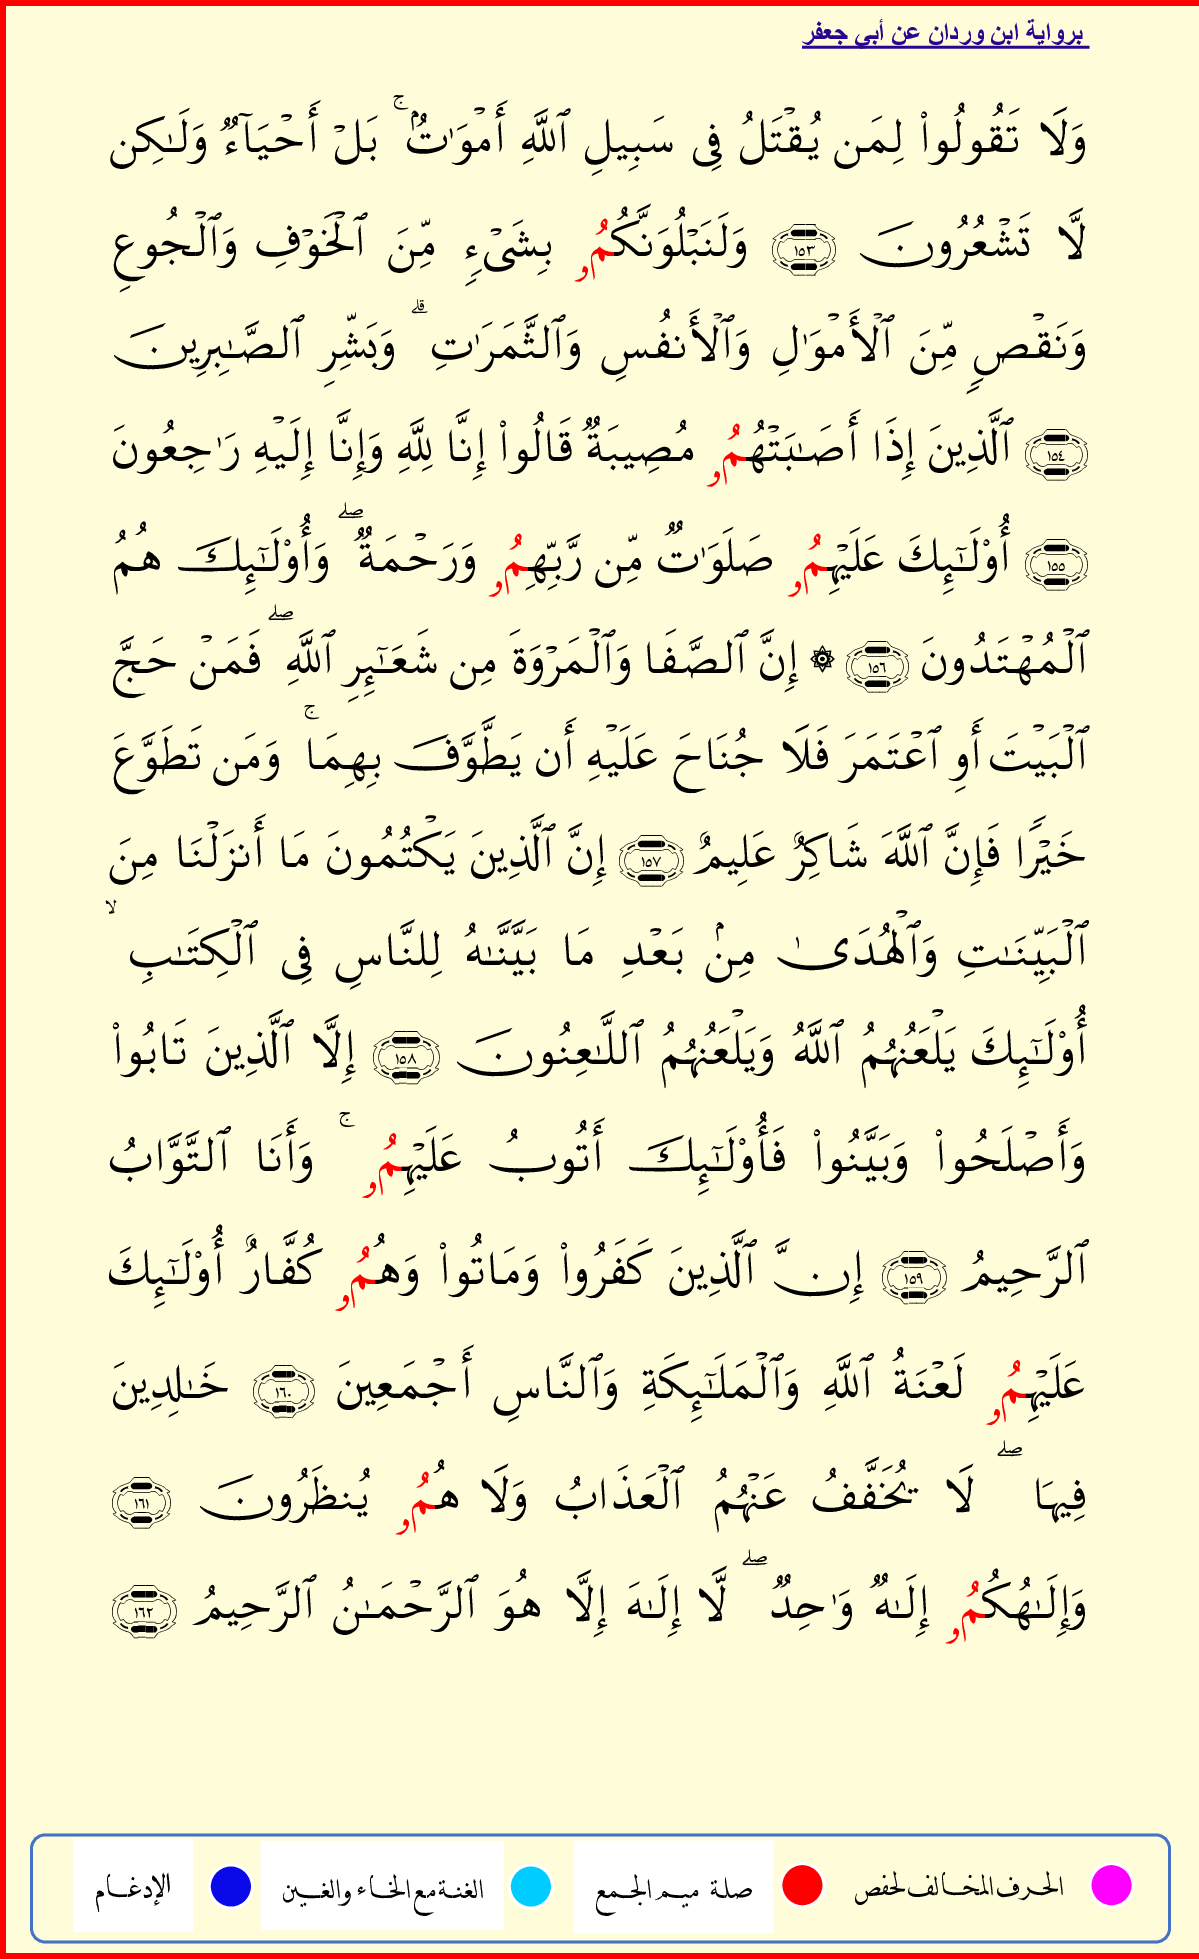 برواية ابن وردان عن أبي جعفر
وَلَا تَقُولُوا۟ لِمَن يُقْتَلُ فِى سَبِيلِ ٱللَّهِ أَمْوَٰتٌۢ ۚ بَلْ أَحْيَآءٌ وَلَـٰكِن
لَّا تَشْعُرُونَ ١٥٣ وَلَنَبْلُوَنَّكُمُۥ بِشَىْءٍ مِّنَ ٱلْخَوْفِ وَٱلْجُوعِ
وَنَقْصٍ مِّنَ ٱلْأَمْوَٰلِ وَٱلْأَنفُسِ وَٱلثَّمَرَٰتِ ۗ وَبَشِّرِ ٱلصَّـٰبِرِينَ
١٥٤ ٱلَّذِينَ إِذَا أَصَـٰبَتْهُمُۥ مُصِيبَةٌ قَالُوا۟ إِنَّا لِلَّهِ وَإِنَّا إِلَيْهِ رَٰجِعُونَ
١٥٥ أُو۟لَـٰٓئِكَ عَلَيْهِمُۥ صَلَوَٰتٌ مِّن رَّبِّهِمُۥ وَرَحْمَةٌ ۖ وَأُو۟لَـٰٓئِكَ هُمُ
ٱلْمُهْتَدُونَ ١٥٦ ۞ إِنَّ ٱلصَّفَا وَٱلْمَرْوَةَ مِن شَعَـٰٓئِرِ ٱللَّهِ ۖ فَمَنْ حَجَّ
ٱلْبَيْتَ أَوِ ٱعْتَمَرَ فَلَا جُنَاحَ عَلَيْهِ أَن يَطَّوَّفَ بِهِمَا ۚ وَمَن تَطَوَّعَ
خَيْرًا فَإِنَّ ٱللَّهَ شَاكِرٌ عَلِيمٌ ١٥٧ إِنَّ ٱلَّذِينَ يَكْتُمُونَ مَا أَنزَلْنَا مِنَ
ٱلْبَيِّنَـٰتِ وَٱلْهُدَىٰ مِنۢ بَعْدِ مَا بَيَّنَّـٰهُ لِلنَّاسِ فِى ٱلْكِتَـٰبِ ۙ
أُو۟لَـٰٓئِكَ يَلْعَنُهُمُ ٱللَّهُ وَيَلْعَنُهُمُ ٱللَّـٰعِنُونَ ١٥٨ إِلَّا ٱلَّذِينَ تَابُوا۟
وَأَصْلَحُوا۟ وَبَيَّنُوا۟ فَأُو۟لَـٰٓئِكَ أَتُوبُ عَلَيْهِمُۥ ۚ وَأَنَا ٱلتَّوَّابُ
ٱلرَّحِيمُ ١٥٩ إِنَّ ٱلَّذِينَ كَفَرُوا۟ وَمَاتُوا۟ وَهُمُۥ كُفَّارٌ أُو۟لَـٰٓئِكَ
عَلَيْهِمُۥ لَعْنَةُ ٱللَّهِ وَٱلْمَلَـٰٓئِكَةِ وَٱلنَّاسِ أَجْمَعِينَ ١٦٠ خَـٰلِدِينَ
فِيهَا ۖ لَا يُخَفَّفُ عَنْهُمُ ٱلْعَذَابُ وَلَا هُمُۥ يُنظَرُونَ ١٦١
وَإِلَـٰهُكُمُۥ إِلَـٰهٌ وَٰحِدٌ ۖ لَّا إِلَـٰهَ إِلَّا هُوَ ٱلرَّحْمَـٰنُ ٱلرَّحِيمُ ١٦٢
الحرف المخالف لحفص صلة ميم الجمع الغنة مع الخاء والغين الإدغام